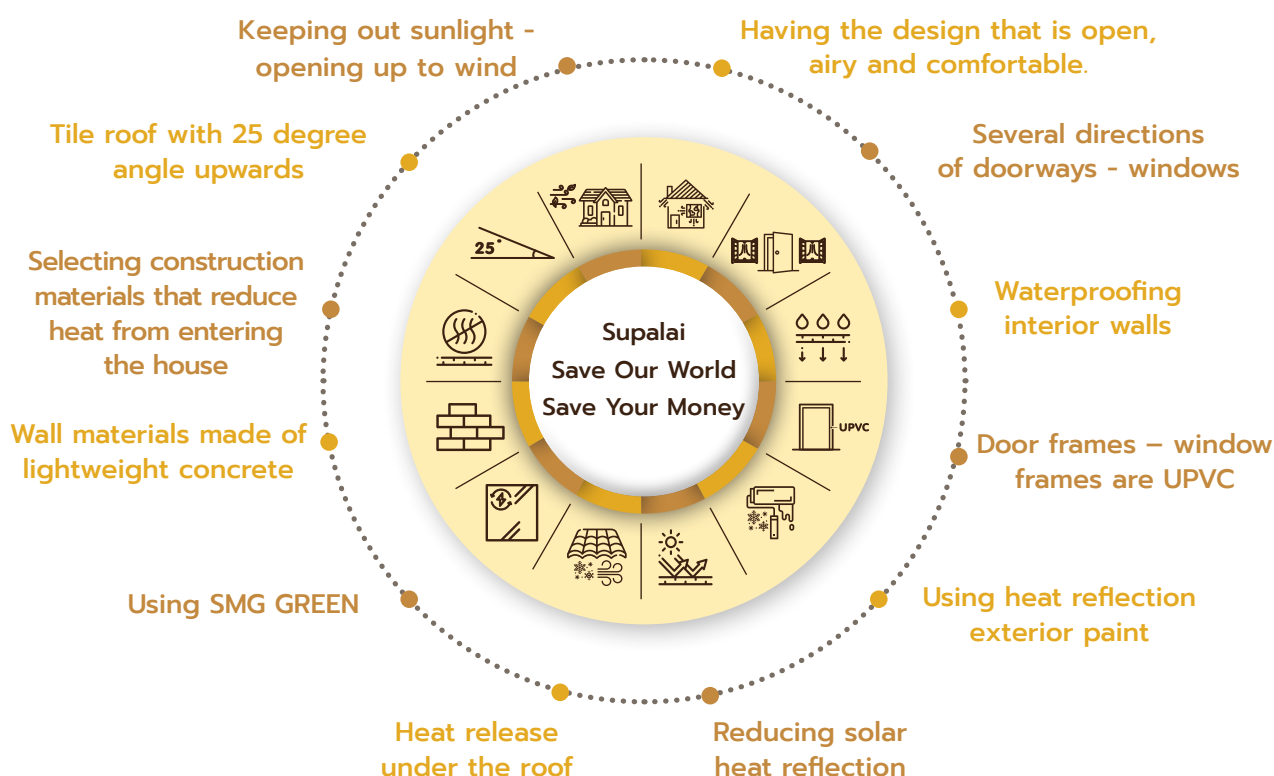 Keeping out sunlight -
opening up to wind
Having the design that is open,
airy and comfortable.
Tile roof with 25 degree
angle upwards
Several directions
of doorways - windows
25°
Selecting construction
materials that reduce
heat from entering
the house
Waterproofing
interior walls
Supalai
Save Our World
Save Your Money
Wall materials made of
lightweight concrete
UPVC
Door frames – window
frames are UPVC
Using SMG GREEN
Using heat reflection
exterior paint
Heat release
under the roof
Reducing solar
heat reflection